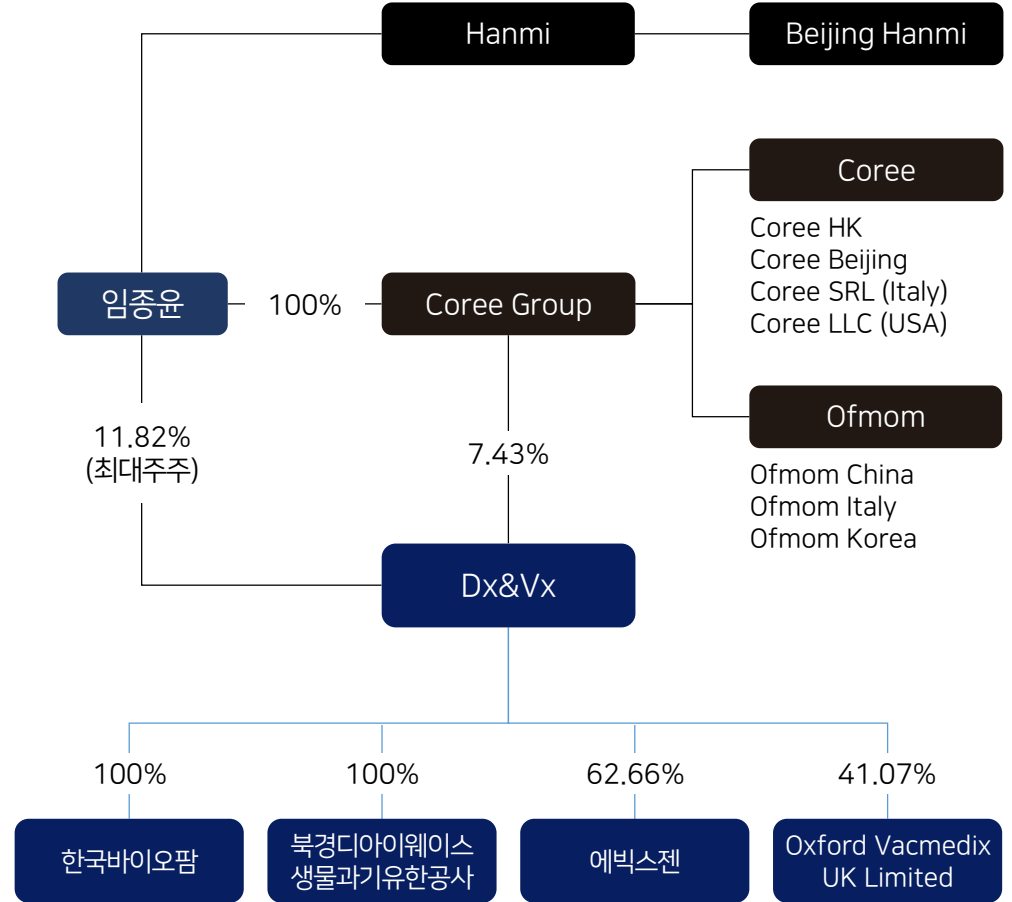 Hanmi
Beijing Hanmi
Coree
Coree HK
Coree Beijing
Coree SRL (Italy)
Coree LLC (USA)
임종윤
100%
Coree Group
Ofmom
Ofmom China
Ofmom Italy
Ofmom Korea
11.82%
(최대주주)
7.43%
Dx&Vx
100%
100%
62.66%
41.07%
한국바이오팜
북경디아이웨이스
생물과기유한공사
에빅스젠
Oxford Vacmedix
UK Limited